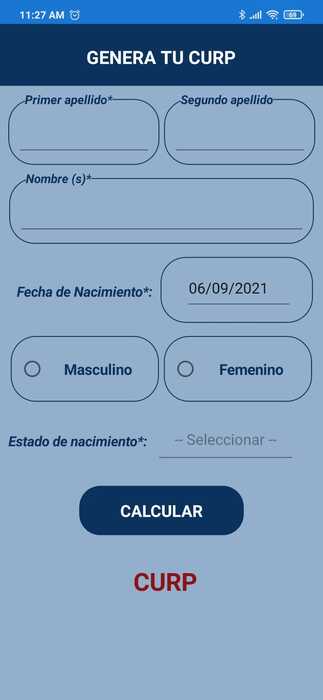 11:27 AM
69
GENERA TU CURP
Primer apellido* Segundo apellido
Nombre (s)*
Fecha de Nacimiento*: 06/09/2021
Masculino Femenino
Estado de nacimiento*: -- Seleccionar --
CALCULAR
CURP